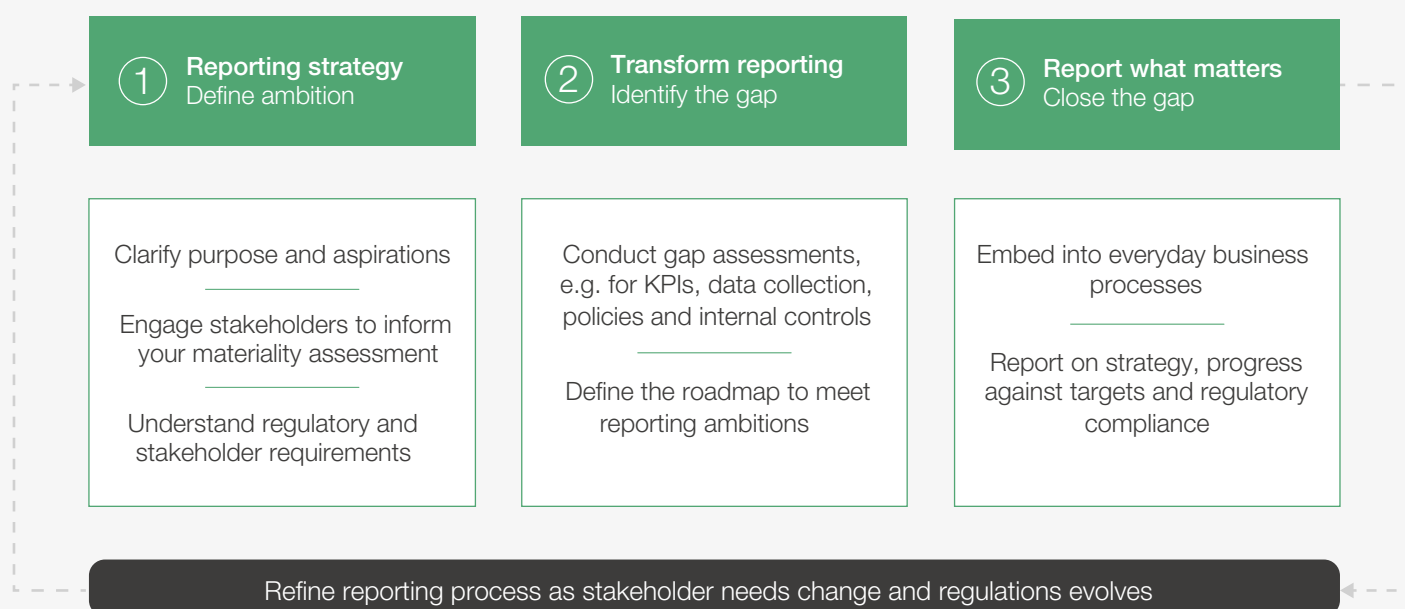 1
Reporting strategy
Define ambition
2
Transform reporting
Identify the gap
3
Report what matters
Close the gap
Clarify purpose and aspirations
Engage stakeholders to inform
your materiality assessment
Understand regulatory and
stakeholder requirements
Conduct gap assessments,
e.g. for KPIs, data collection,
policies and internal controls
Define the roadmap to meet
reporting ambitions
Embed into everyday business
processes
Report on strategy, progress
against targets and regulatory
compliance
Refine reporting process as stakeholder needs change and regulations evolves